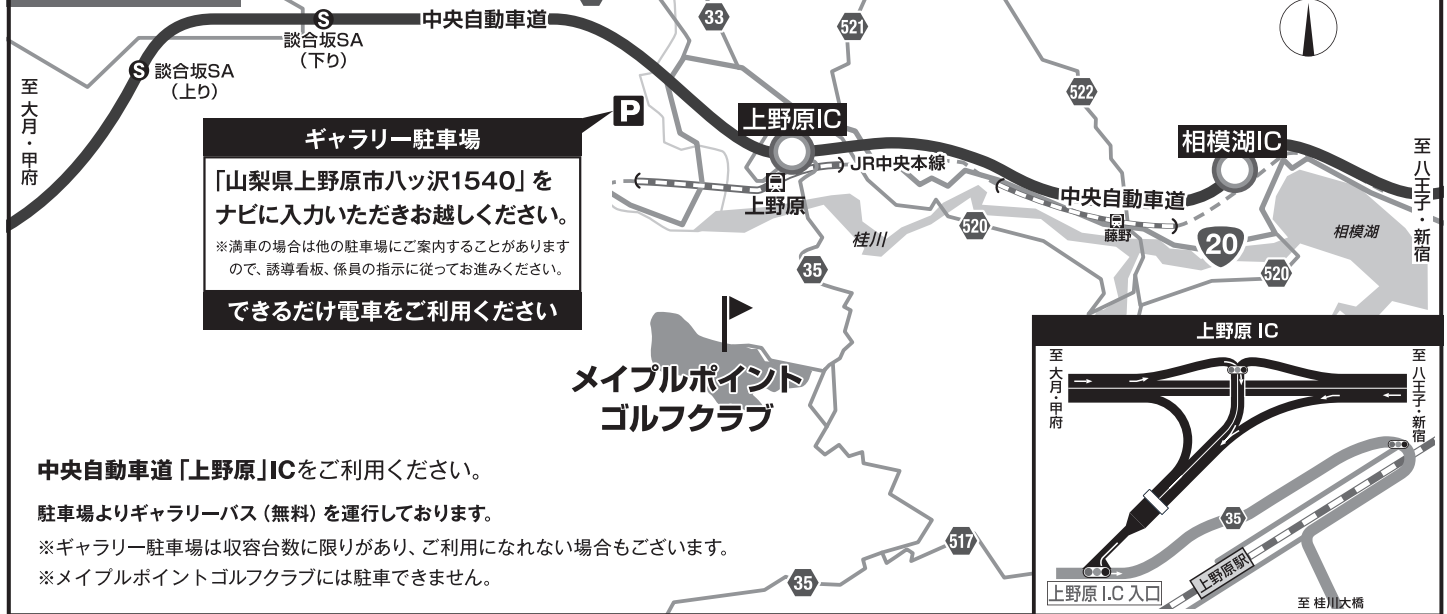 中央自動車道
33
521
談合坂SA
(下り)
談合坂SA
(上り)
至 大月・甲府
522
P
上野原IC
相模湖IC
至 八王子・新宿
ギャラリー駐車場
「山梨県上野原市八ッ沢1540」を
ナビに入力いただきお越しください。
※満車の場合は他の駐車場にご案内することがあります
ので、誘導看板、係員の指示に従ってお進みください。
できるだけ電車をご利用ください
JR中央本線
上野原
中央自動車道
藤野
桂川
520
20
相模湖
520
35
メイプルポイント
ゴルフクラブ
中央自動車道「上野原」ICをご利用ください。
駐車場よりギャラリーバス(無料)を運行しております。
※ギャラリー駐車場は収容台数に限りがあり、ご利用になれない場合もございます。
※メイプルポイントゴルフクラブには駐車できません。
517
35
上野原 IC
至 大月・甲府
至 八王子・新宿
35
上野原駅
上野原 I.C 入口
至 桂川大橋